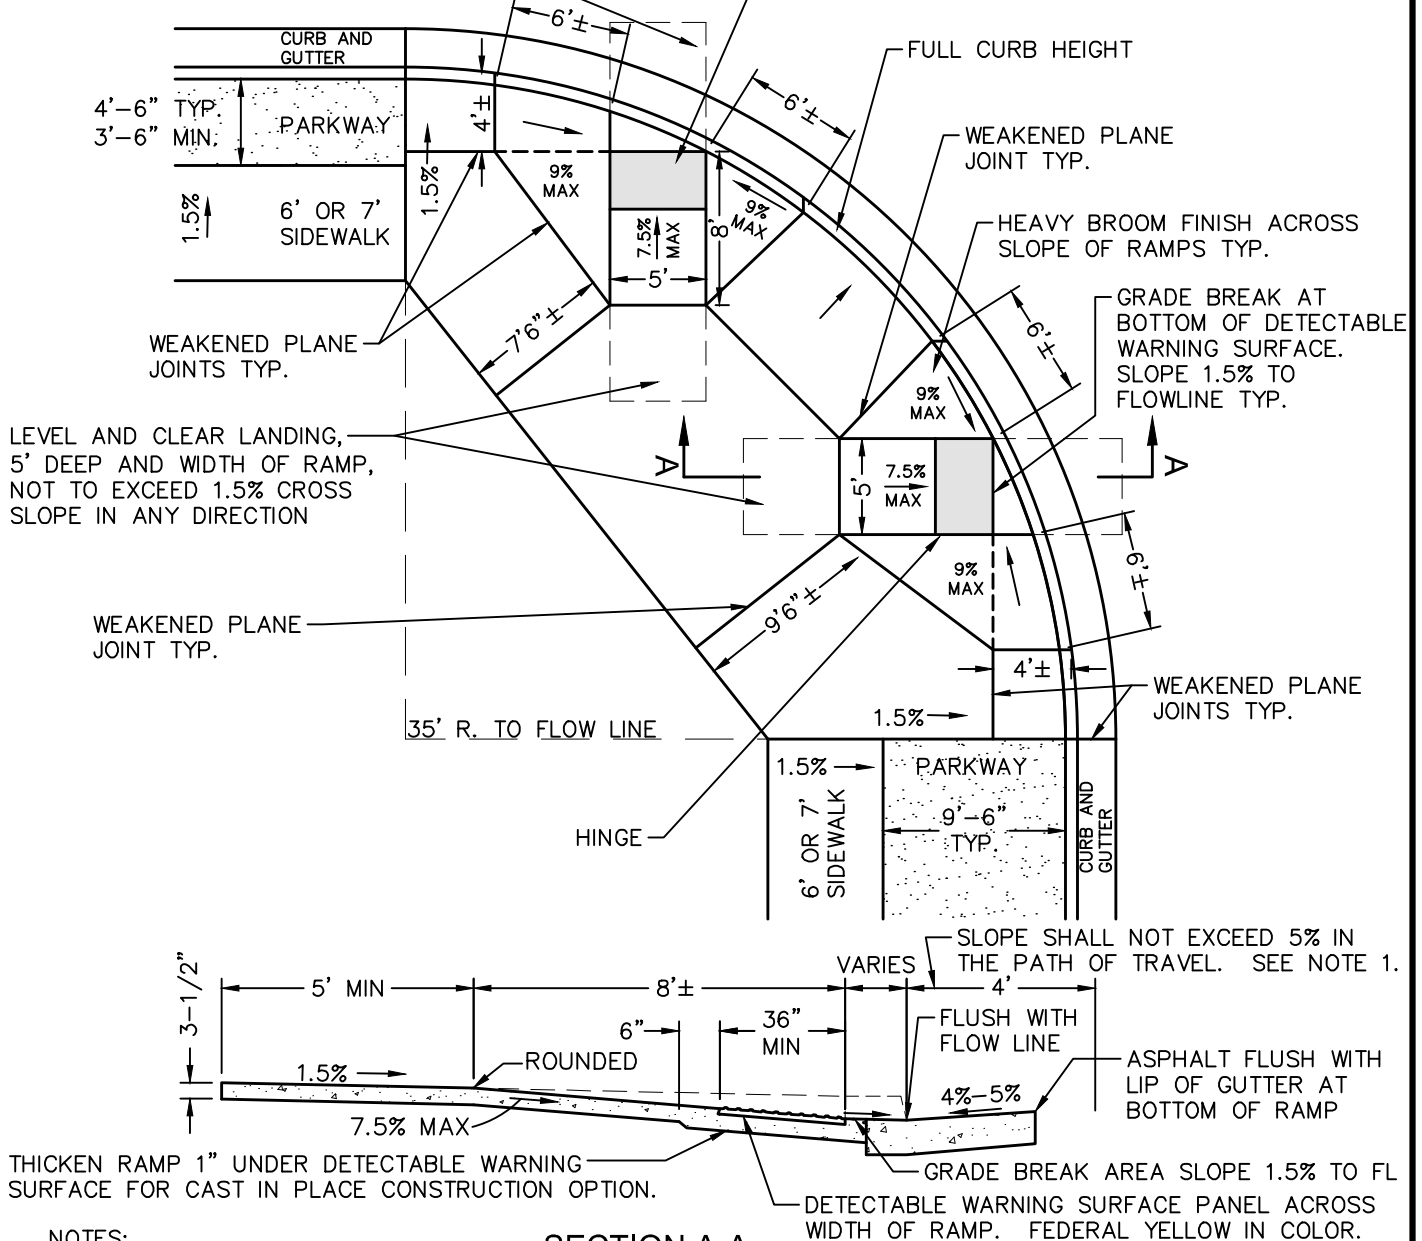 6'±
CURB AND
GUTTER
FULL CURB HEIGHT
4'-6" TYP.
3'-6" MIN.
PARKWAY
4'±
6'±
WEAKENED PLANE
JOINT TYP.
1.5%
1.5%
9%
MAX
9%
MAX
7.5%
MAX
8'
5'
6' OR 7'
SIDEWALK
HEAVY BROOM FINISH ACROSS
SLOPE OF RAMPS TYP.
GRADE BREAK AT
BOTTOM OF DETECTABLE
WARNING SURFACE.
SLOPE 1.5% TO
FLOWLINE TYP.
6'±
WEAKENED PLANE
JOINTS TYP.
7'6"±
9%
MAX
LEVEL AND CLEAR LANDING,
5' DEEP AND WIDTH OF RAMP,
NOT TO EXCEED 1.5% CROSS
SLOPE IN ANY DIRECTION
A
A
5'
7.5%
MAX
9%
MAX
6'±
WEAKENED PLANE
JOINT TYP.
9'6"±
4'±
WEAKENED PLANE
JOINTS TYP.
35' R. TO FLOW LINE
1.5%
1.5%
PARKWAY
HINGE
6' OR 7'
SIDEWALK
9'-6"
TYP.
CURB AND
GUTTER
SLOPE SHALL NOT EXCEED 5% IN
THE PATH OF TRAVEL. SEE NOTE 1.
3-1/2"
5' MIN
8'±
VARIES
4'
6"
36"
MIN
FLUSH WITH
FLOW LINE
ROUNDED
1.5%
7.5% MAX
4%-5%
ASPHALT FLUSH WITH
LIP OF GUTTER AT
BOTTOM OF RAMP
THICKEN RAMP 1" UNDER DETECTABLE WARNING
SURFACE FOR CAST IN PLACE CONSTRUCTION OPTION.
GRADE BREAK AREA SLOPE 1.5% TO FL
DETECTABLE WARNING SURFACE PANEL ACROSS
WIDTH OF RAMP. FEDERAL YELLOW IN COLOR.
NOTES:
SECTION A-A